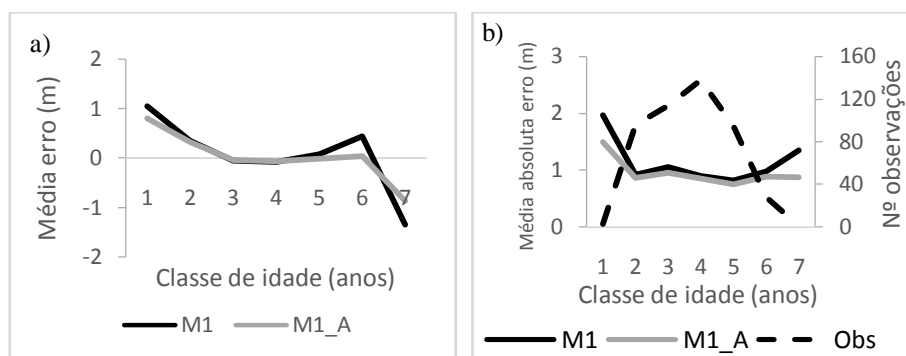 a)
Média erro (m)
2
1
0
-1
-2
1 2 3 4 5 6 7
Classe de idade (anos)
M1 M1_A
b)
Média absoluta erro (m)
3
2
1
0
160
120
80
40
0
Nº observações
1 2 3 4 5 6 7
Classe de idade (anos)
M1 M1_A Obs